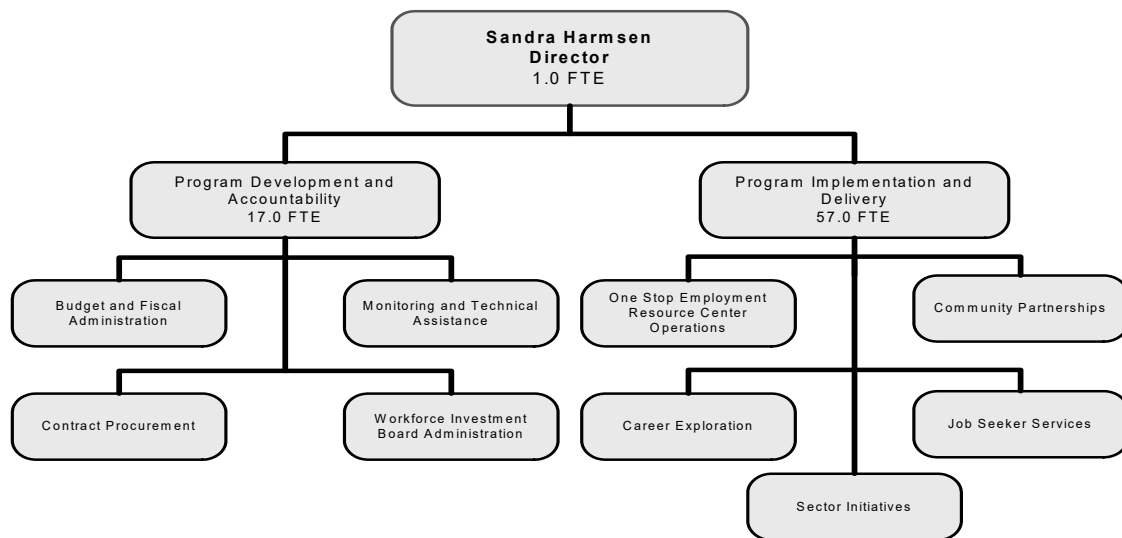 Sandra Harmsen
Director
1.0 FTE
Program Development and
Accountability
17.0 FTE
Program Implementation and
Delivery
57.0 FTE
Budget and Fiscal
Administration
Monitoring and Technical
Assistance
One Stop Employment
Resource Center
Operations
Community Partnerships
Contract Procurement
Workforce Investment
Board Administration
Career Exploration
Job Seeker Services
Sector Initiatives